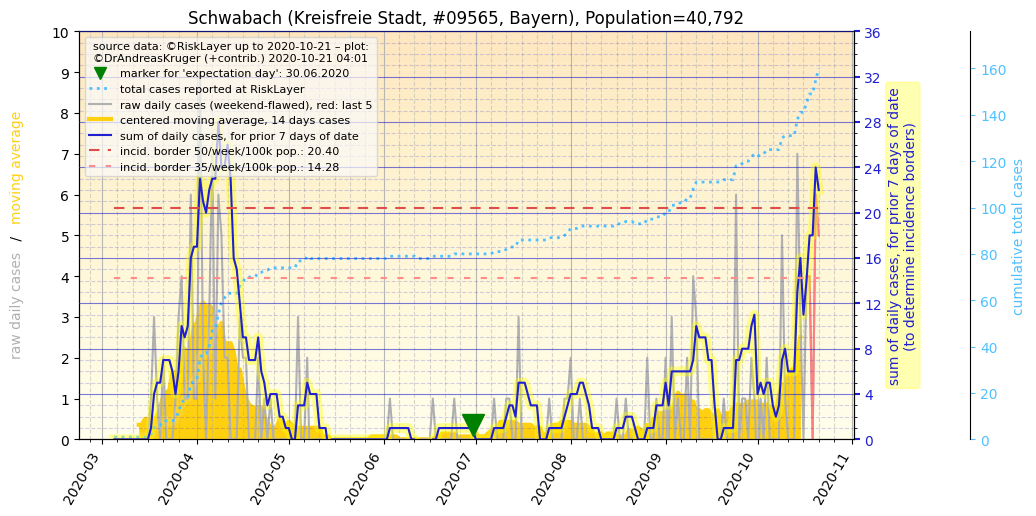 Schwabach (Kreisfreie Stadt, #09565, Bayern), Population=40,792
source data: ©RiskLayer up to 2020-10-21 – plot:
©DrAndreasKruger (+contrib.) 2020-10-21 04:01
marker for 'expectation day': 30.06.2020
total cases reported at RiskLayer
raw daily cases (weekend-flawed), red: last 5
centered moving average, 14 days cases
sum of daily cases, for prior 7 days of date
incid. border 50/week/100k pop.: 20.40
incid. border 35/week/100k pop.: 14.28
raw daily cases / moving average
10
9
8
7
6
5
4
3
2
1
0
2020-03
2020-04
2020-05
2020-06
2020-07
2020-08
2020-09
2020-10
2020-11
36
32
28
24
20
16
12
8
4
0
sum of daily cases, for prior 7 days of date
(to determine incidence borders)
160
140
120
100
80
60
40
20
0
cumulative total cases